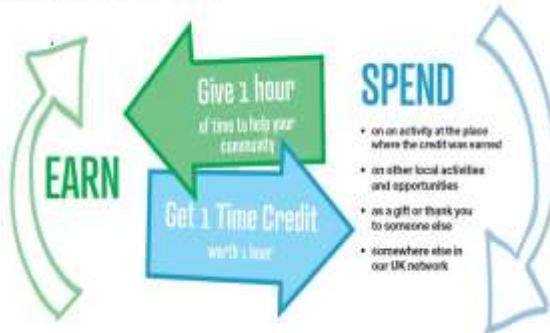 Give 1 hour
of time to help your
community
EARN
Get 1 Time Credit
worth 1 hour
SPEND
• on an activity at the place
where the credit was earned
• on other local activities
and opportunities
• as a gift or thank you
to someone else
• somewhere else in
our UK network